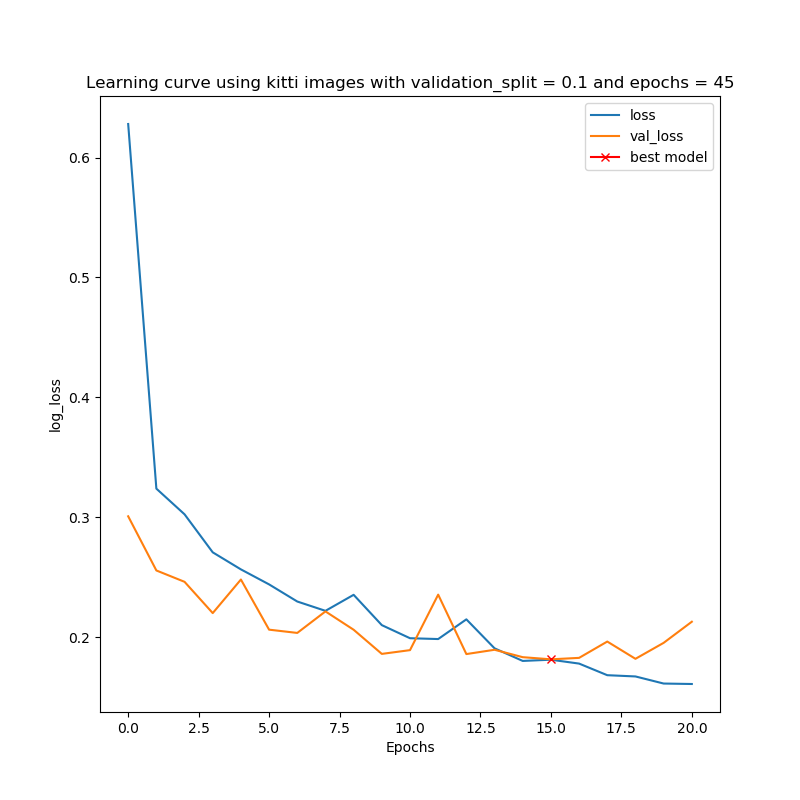 Learning curve using kitti images with validation_split = 0.1 and epochs = 45
loss
val_loss
best model
0.6
0.5
0.4
0.3
0.2
log_loss
0.0 2.5 5.0 7.5 10.0 12.5 15.0 17.5 20.0
Epochs